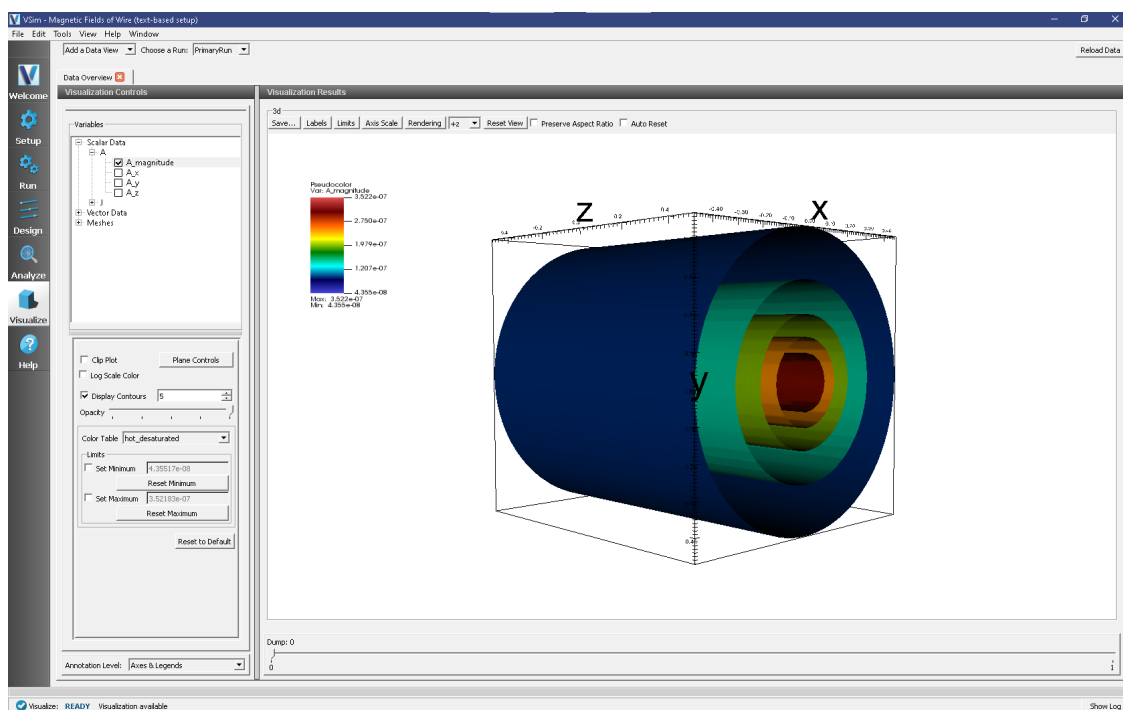 VSim - Magnetic Fields of Wire (text-based setup)
File Edit Tools View Help Window
Add a Data View Choose a Run: PrimaryRun Reload Data
Data Overview
Welcome
Setup
Run
Design
Analyze
Visualize
Help
Visualization Controls
Variables
Scalar Data
A
A_magnitude
A_x
A_y
A_z
J
Vector Data
Meshes
Clip Plot Plane Controls
Log Scale Color
Display Contours 5
Opacity
Color Table hot_desaturated
Limits
Set Minimum 4.35517e-08
Reset Minimum
Set Maximum 3.52183e-07
Reset Maximum
Reset to Default
Annotation Level: Axes & Legends
Visualization Results
3d
Save... Labels Limits Axis Scale Rendering +z Reset View Preserve Aspect Ratio Auto Reset
Pseudocolor
Var: A_magnitude
3.522e-07
2.750e-07
1.979e-07
1.207e-07
4.355e-08
Max: 3.522e-07
Min: 4.355e-08
Z
X
y
Dump: 0
0 1
Visualize: READY Visualization available Show Log